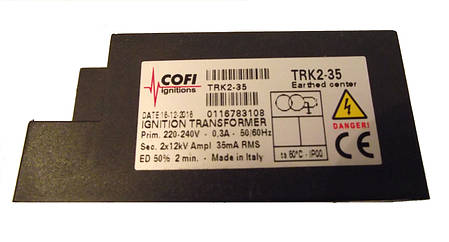 COFI
ignitions
TRK2-35
TRK2-35
Earthed center
DATE:16-12-2016
0116783108
IGNITION TRANSFORMER
Prim. 220-240V - 0,3A - 50/60Hz
Sec. 2x12kV Ampl 35mA RMS
ED 50% 2 min. - Made in Italy
ta 60°C - IP00
DANGER!
CE